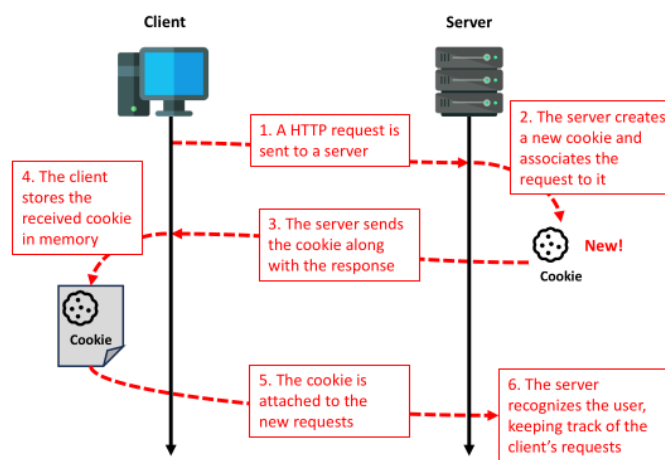 Client
Server
1. A HTTP request is
sent to a server
2. The server creates
a new cookie and
associates the
request to it
4. The client
stores the
received cookie
in memory
3. The server sends
the cookie along
with the response
New!
Cookie
Cookie
5. The cookie is
attached to the
new requests
6. The server
recognizes the user,
keeping track of the
client's requests